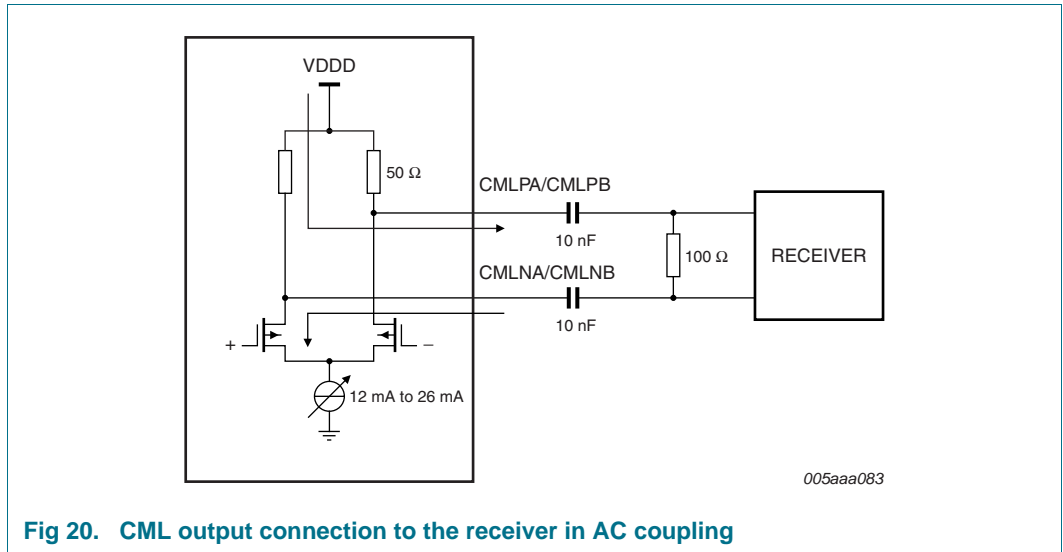 VDDD
50 Ω
CMLPA/CMLPB
10 nF
100 Ω
RECEIVER
CMLNA/CMLNB
10 nF
+
−
12 mA to 26 mA
005aaa083
Fig 20. CML output connection to the receiver in AC coupling